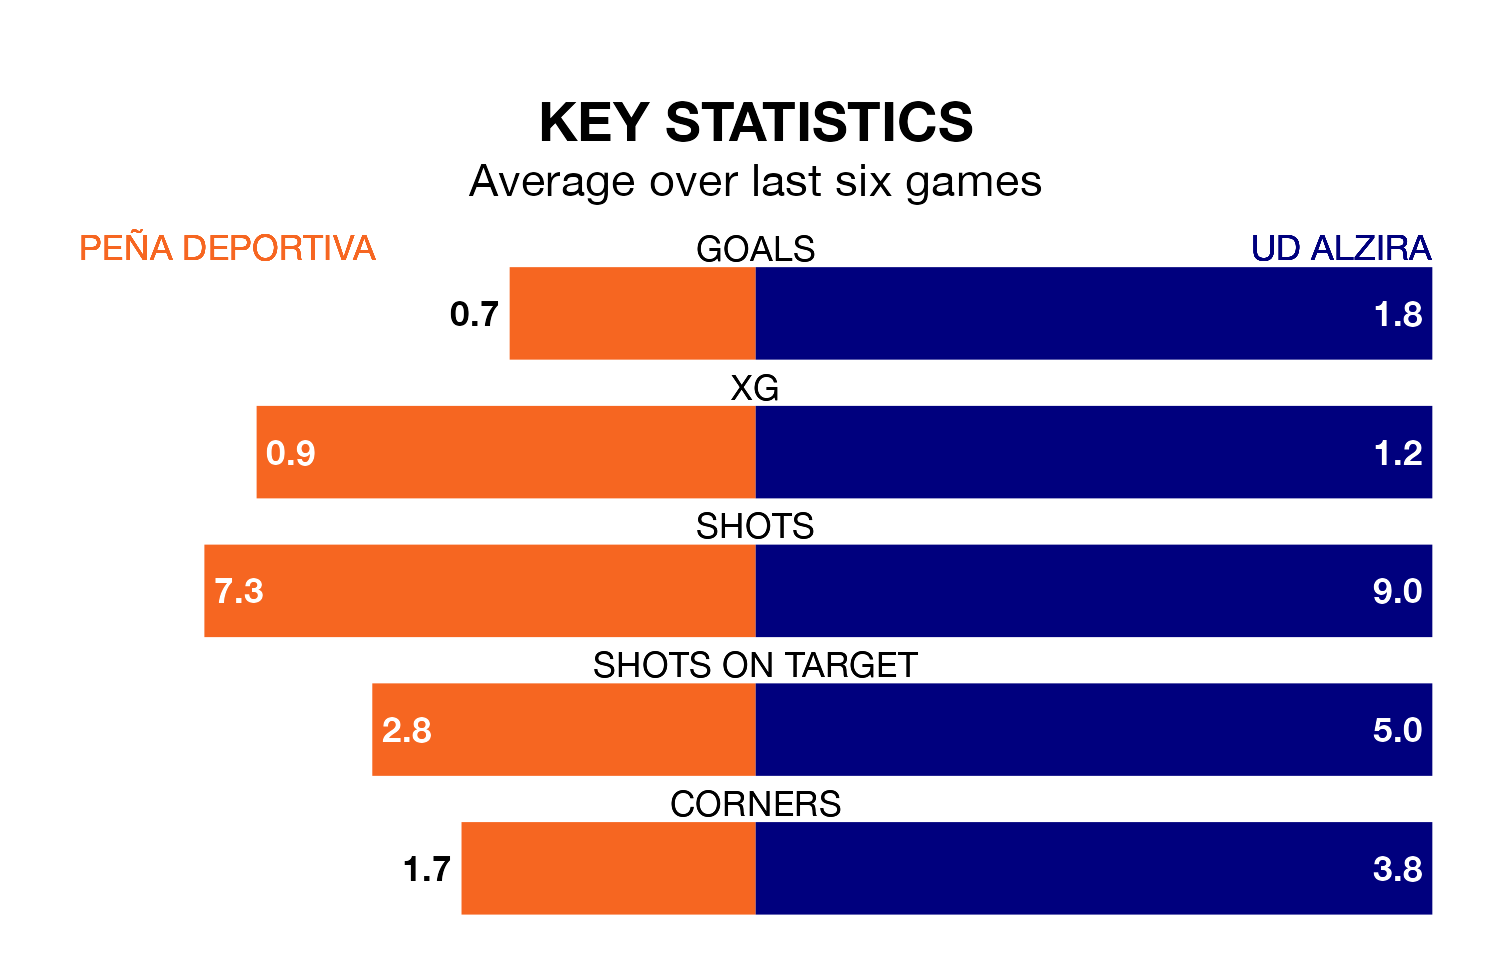 KEY STATISTICS
Average over last six games
PEÑA DEPORTIVA GOALS UD ALZIRA
0.7 1.8
XG
0.9 1.2
SHOTS
7.3 9.0
SHOTS ON TARGET
2.8 5.0
CORNERS
1.7 3.8